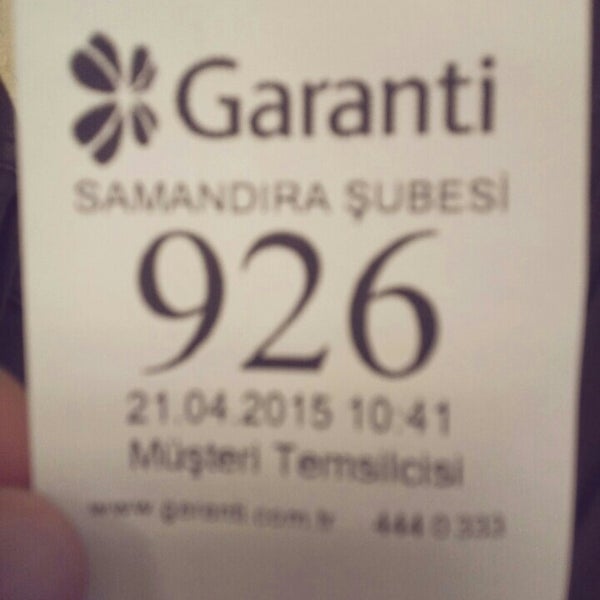 Garanti
SAMANDIRA ŞUBESİ
926
21.04.2015 10:41
Müşteri Temsilcisi
www.garanti.com.tr 444 0 333